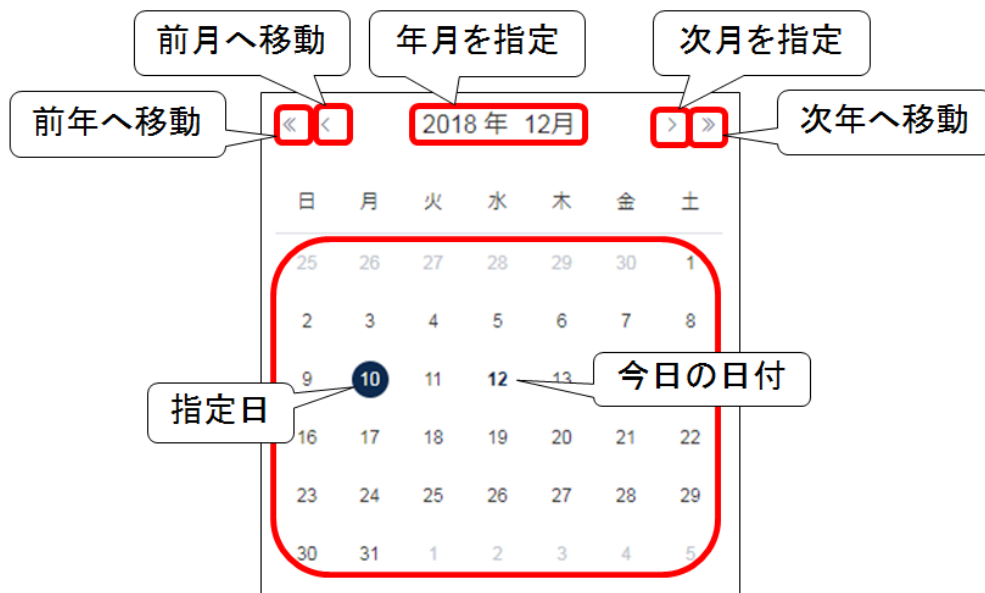 前月へ移動 年月を指定 次月を指定
前年へ移動 « < 2018 年 12月 > » 次年へ移動
日 月 火 水 木 金 土
25 26 27 28 29 30 1
2 3 4 5 6 7 8
9 10 11 12 13 今日の日付
指定日
16 17 18 19 20 21 22
23 24 25 26 27 28 29
30 31 1 2 3 4 5